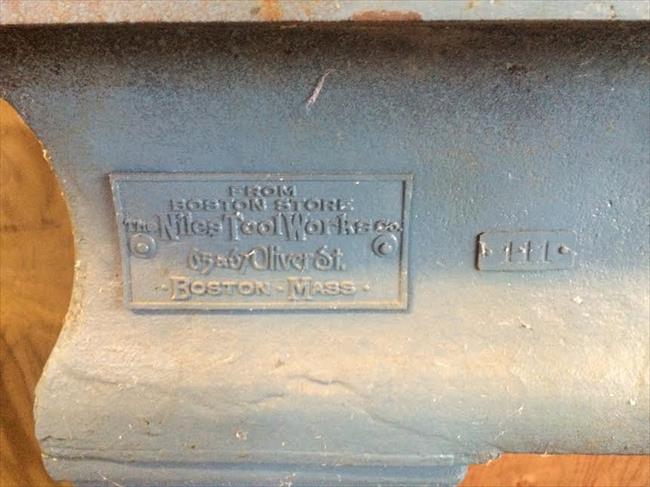 FROM
BOSTON STORE
THE Niles Tool Works CO.
65 & 67 Oliver St.
BOSTON - MASS.
111